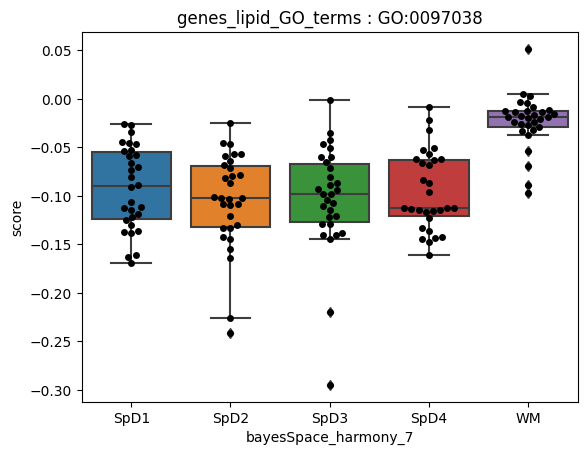 genes_lipid_GO_terms : GO:0097038
0.05
0.00
−0.05
−0.10
−0.15
−0.20
−0.25
−0.30
score
SpD1 SpD2 SpD3 SpD4 WM
bayesSpace_harmony_7